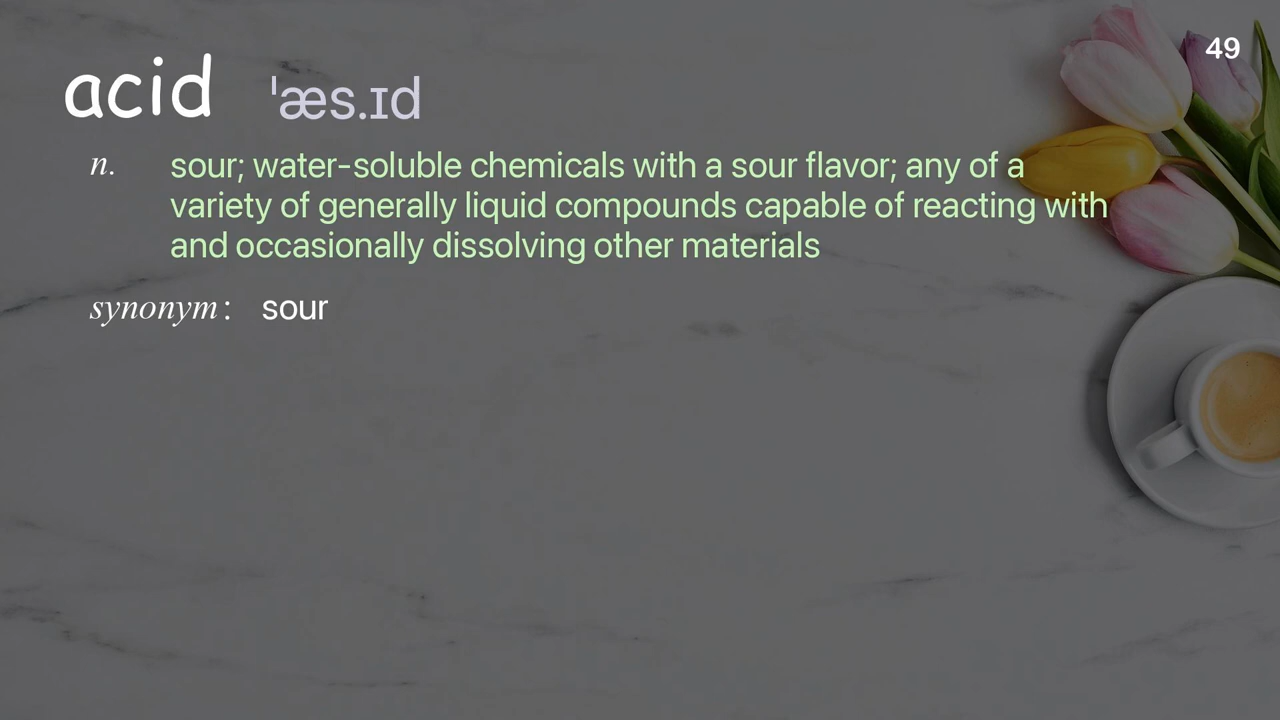 49
acid ˈæs.ɪd
n. sour; water-soluble chemicals with a sour flavor; any of a
variety of generally liquid compounds capable of reacting with
and occasionally dissolving other materials
synonym: sour